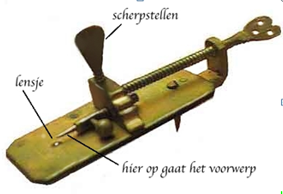 scherpstellen
lensje
hier op gaat het voorwerp